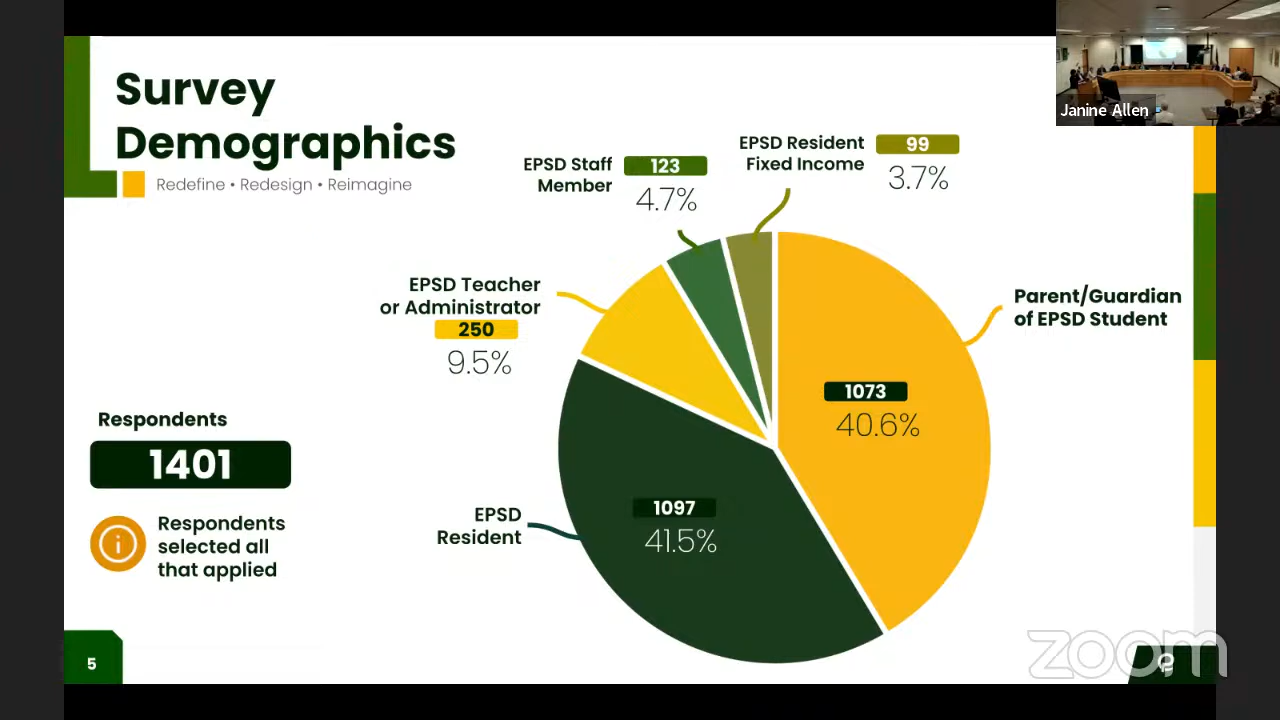 Survey
Demographics
Redefine • Redesign • Reimagine
Janine Allen
EPSD Staff
Member
123
4.7%
EPSD Resident
Fixed Income
99
3.7%
EPSD Teacher
or Administrator
250
9.5%
Parent/Guardian
of EPSD Student
1073
40.6%
Respondents
1401
Respondents
selected all
that applied
EPSD
Resident
1097
41.5%
5
zoom